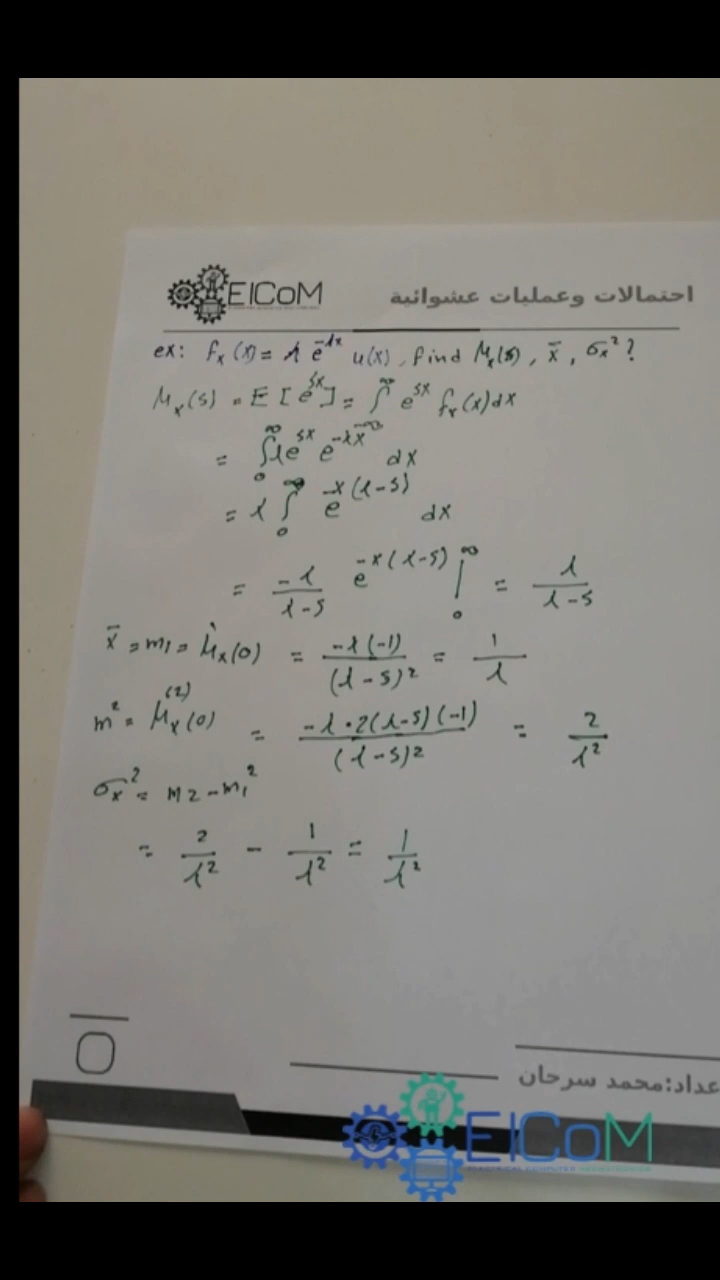 EICoM
احتمالات وعمليات عشوائية
ex: fx(x) = λ e^-λx u(x), find Mx(s), x̄, σx²?
Mx(s) = E[e^sx] = ∫₀^∞ e^sx fx(x)dx
= ∫₀^∞ λe^sx e^-λx dx
= λ ∫₀^∞ e^-x(λ-s) dx
= -λ/(λ-s) e^-x(λ-s) |₀^∞ = λ/(λ-s)
x̄ = m₁ = M̀x(0) = -λ(-1)/(λ-s)² = 1/λ
m² = Mx^(2)(0) = -λ·2(λ-s)(-1)/(λ-s)² = 2/λ²
σx² = m2 - m₁²
= 2/λ² - 1/λ² = 1/λ²
عداد:محمد سرحان
EICoM